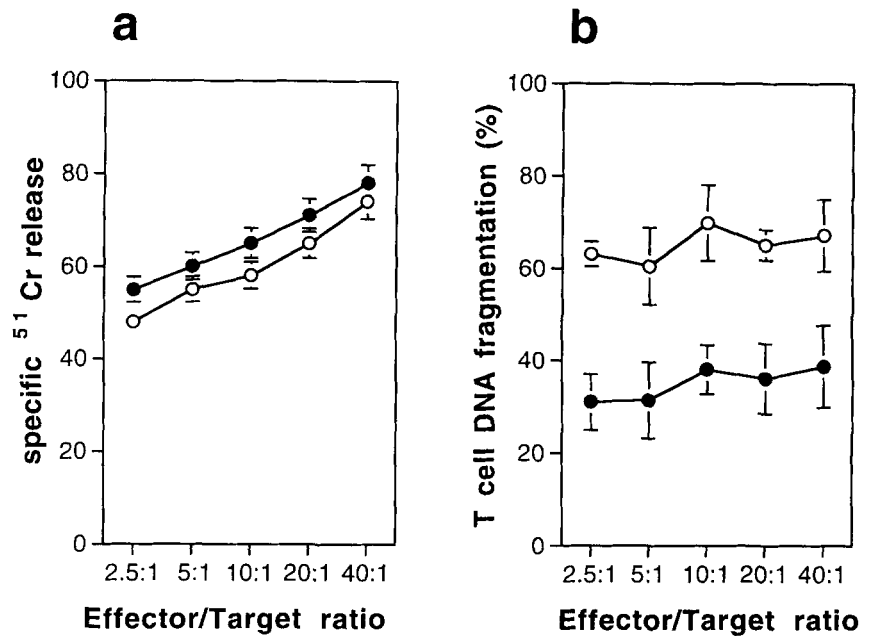 a
100
80
60
40
20
0
specific ⁵¹Cr release
2.5:1 5:1 10:1 20:1 40:1
Effector/Target ratio
b
100
80
60
40
20
0
T cell DNA fragmentation (%)
2.5:1 5:1 10:1 20:1 40:1
Effector/Target ratio